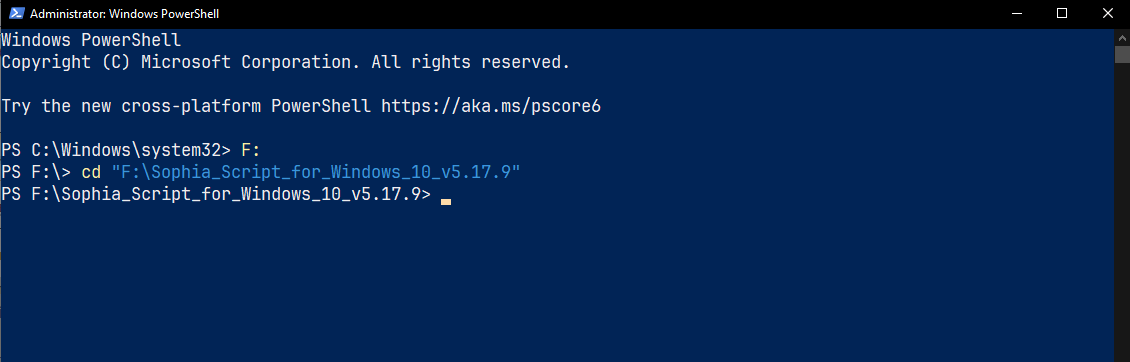 Administrator: Windows PowerShell
Windows PowerShell
Copyright (C) Microsoft Corporation. All rights reserved.
Try the new cross-platform PowerShell https://aka.ms/pscore6
PS C:\Windows\system32> F:
PS F:\> cd "F:\Sophia_Script_for_Windows_10_v5.17.9"
PS F:\Sophia_Script_for_Windows_10_v5.17.9>